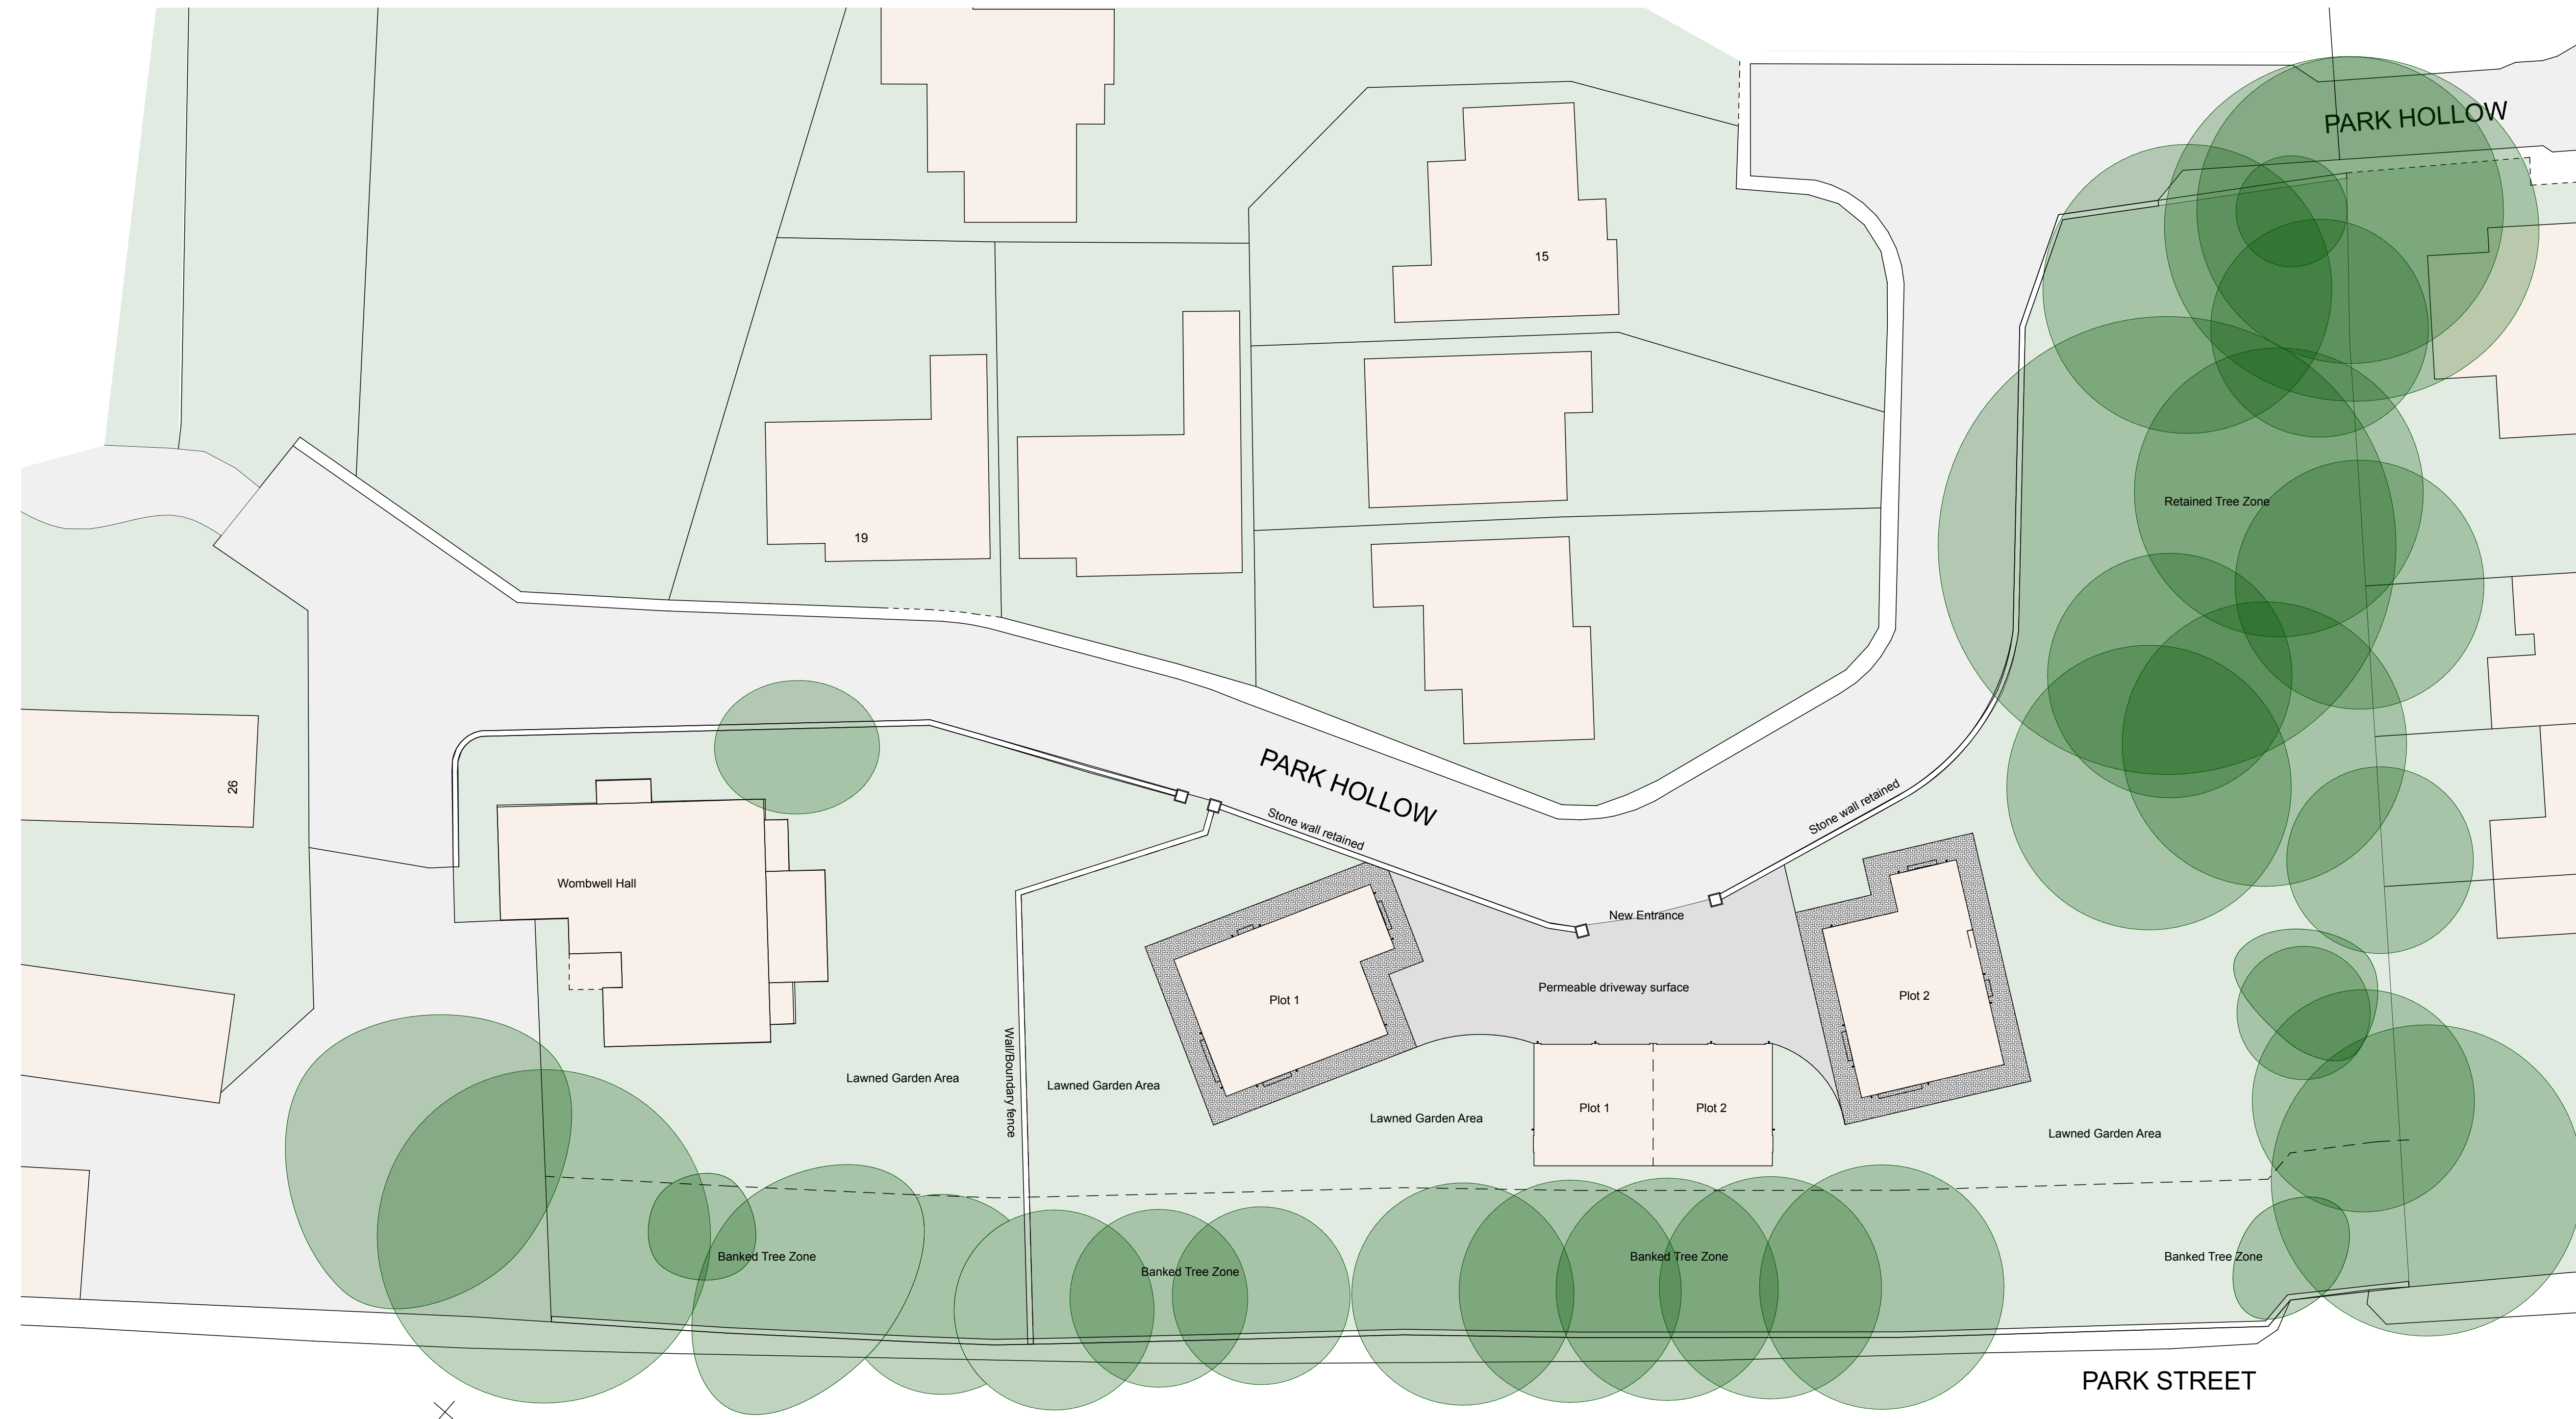 PARK HOLLOW
15
Retained Tree Zone
19
26
PARK HOLLOW
Stone wall retained
Stone wall retained
Wombwell Hall
New Entrance
Permeable driveway surface
Plot 1
Plot 2
Wall/Boundary fence
Lawned Garden Area
Lawned Garden Area
Lawned Garden Area
Plot 1
Plot 2
Lawned Garden Area
Banked Tree Zone
Banked Tree Zone
Banked Tree Zone
Banked Tree Zone
PARK STREET